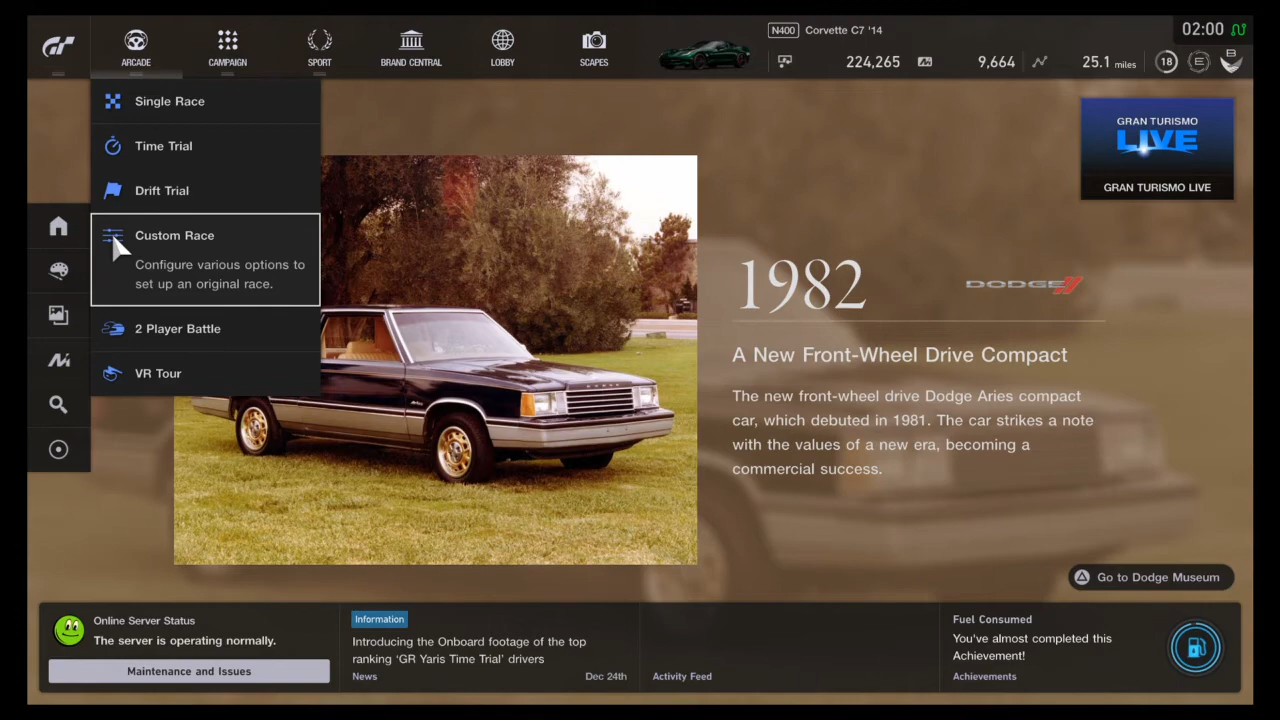 GT
ARCADE
CAMPAIGN
SPORT
BRAND CENTRAL
LOBBY
SCAPES
N400 Corvette C7 '14
224,265
9,664
25.1 miles
18
E
B
02:00
Single Race
Time Trial
Drift Trial
Custom Race
Configure various options to
set up an original race.
2 Player Battle
VR Tour
GRAN TURISMO
LIVE
GRAN TURISMO LIVE
1982
DODGE
A New Front-Wheel Drive Compact
The new front-wheel drive Dodge Aries compact
car, which debuted in 1981. The car strikes a note
with the values of a new era, becoming a
commercial success.
Go to Dodge Museum
Online Server Status
The server is operating normally.
Maintenance and Issues
Information
Introducing the Onboard footage of the top
ranking ‘GR Yaris Time Trial’ drivers
News
Dec 24th
Activity Feed
Fuel Consumed
You've almost completed this
Achievement!
Achievements